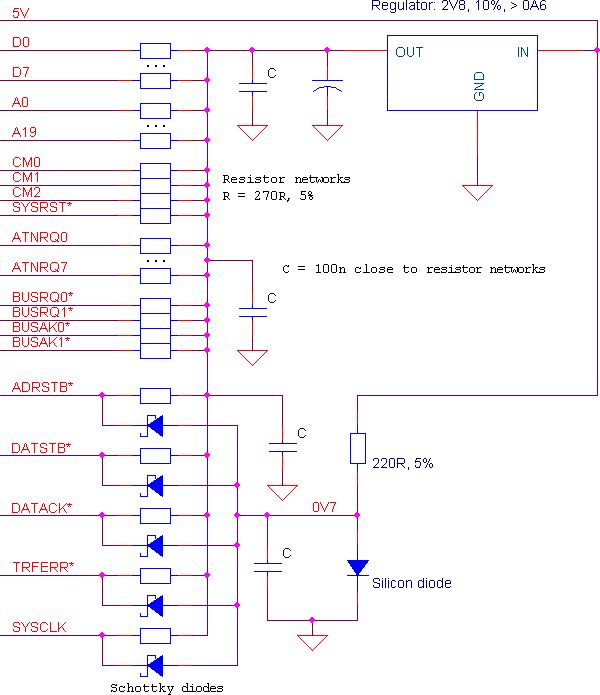 Regulator: 2V8, 10%, > 0A6
5V
D0
OUT
IN
D7
C
GND
A0
A19
CM0
CM1
CM2
SYSRST*
Resistor networks
R = 270R, 5%
ATNRQ0
ATNRQ7
C = 100n close to resistor networks
BUSRQ0*
BUSRQ1*
BUSAK0*
BUSAK1*
C
ADRSTB*
C
DATSTB*
220R, 5%
DATACK*
0V7
C
TRFERR*
Silicon diode
SYSCLK
Schottky diodes